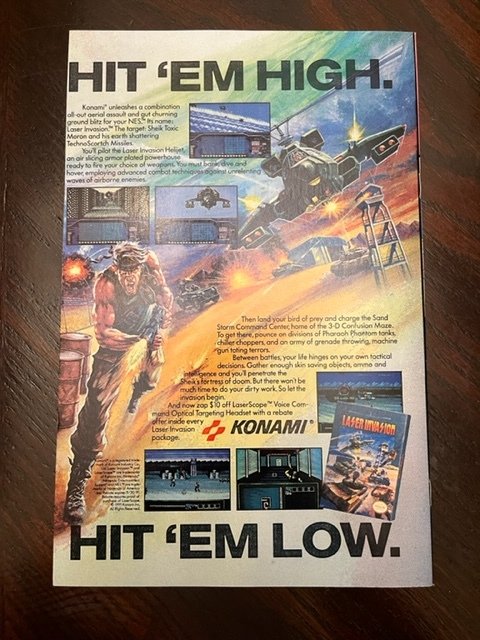 HIT 'EM HIGH.
Konami® unleashes a combination
all-out aerial assault and gut churning
ground blitz for your NES.™ Its name:
Laser Invasion.™ The target: Sheik Toxic
Moron and his earth shattering
TechnoScortch Missiles.
You'll pilot the Laser Invasion Helijet,
an air slicing armor plated powerhouse
ready to fire your choice of weapons. You must bank, dive and
hover, employing advanced combat techniques against unrelenting
waves of airborne enemies.
Then land your bird of prey and charge the Sand
Storm Command Center, home of the 3-D Confusion Maze.
To get there, pounce on divisions of Pharaoh Phantom tanks,
chiller choppers, and an army of grenade throwing, machine
gun toting terrors.
Between battles, your life hinges on your own tactical
decisions. Gather enough skin saving objects, ammo and
intelligence and you'll penetrate the
Sheik's fortress of doom. But there won't be
much time to do your dirty work. So let the
invasion begin.
And now zap $10 off LaserScope™ Voice Com-
mand Optical Targeting Headset with a rebate
offer inside every
Laser Invasion
package.
KONAMI®
LASER INVASION
HIT 'EM LOW.